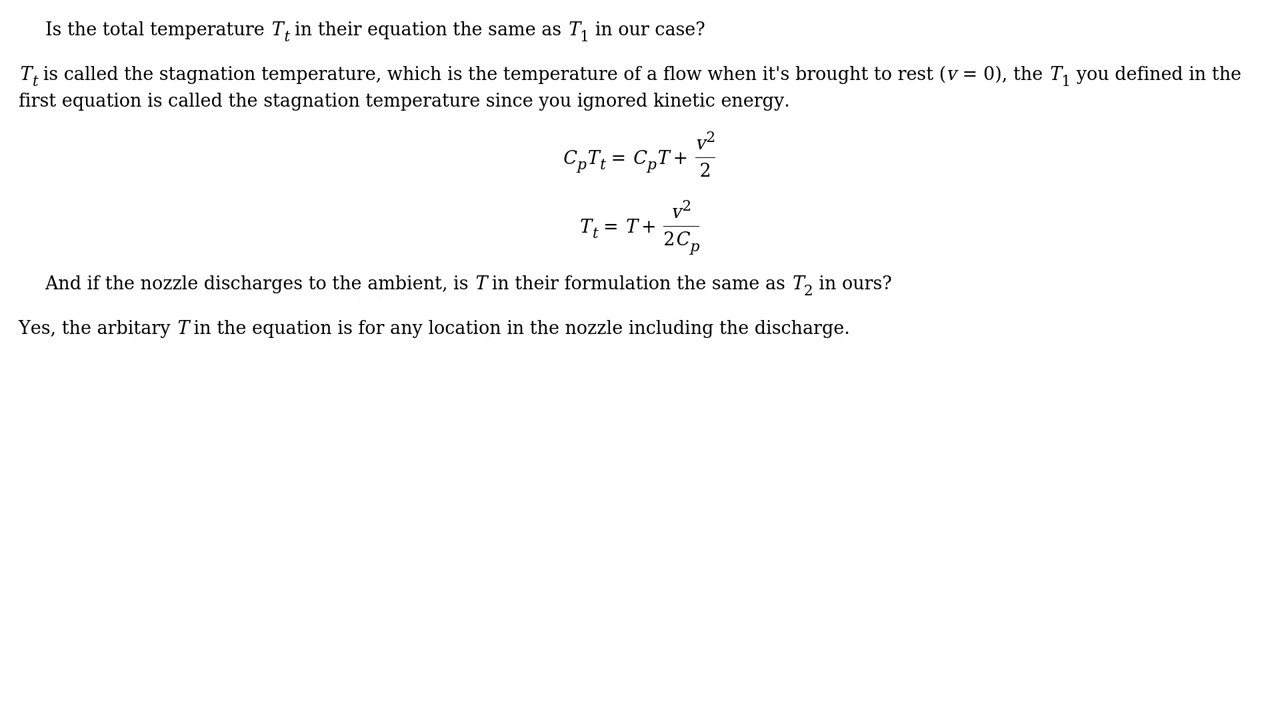 Is the total temperature $T_t$ in their equation the same as $T_1$ in our case?
$T_t$ is called the stagnation temperature, which is the temperature of a flow when it's brought to rest ($v = 0$), the $T_1$ you defined in the
first equation is called the stagnation temperature since you ignored kinetic energy.
$C_p T_t = C_p T + \frac{v^2}{2}$
$T_t = T + \frac{v^2}{2 C_p}$
And if the nozzle discharges to the ambient, is $T$ in their formulation the same as $T_2$ in ours?
Yes, the arbitary $T$ in the equation is for any location in the nozzle including the discharge.